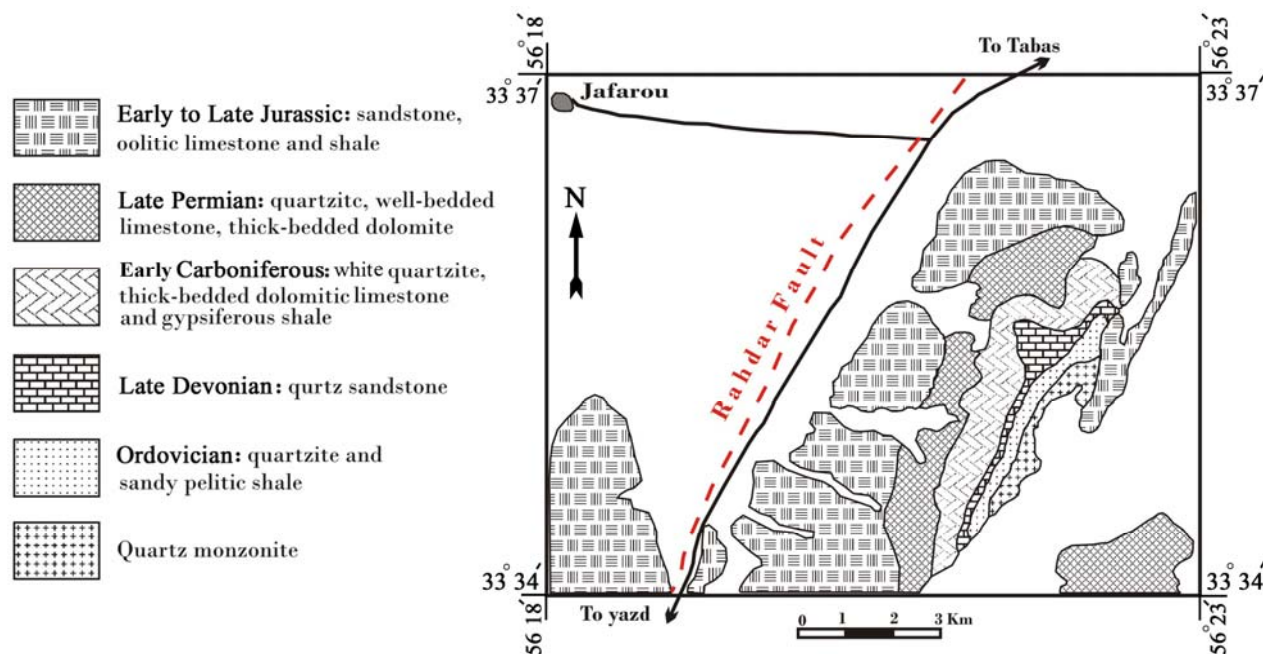 Early to Late Jurassic: sandstone,
oolitic limestone and shale
Late Permian: quartzitc, well-bedded
limestone, thick-bedded dolomite
Early Carboniferous: white quartzite,
thick-bedded dolomitic limestone
and gypsiferous shale
Late Devonian: qurtz sandstone
Ordovician: quartzite and
sandy pelitic shale
Quartz monzonite
56° 18´
56° 23´
To Tabas
33° 37´
33° 37´
Jafarou
N
Rahdar Fault
33° 34´
33° 34´
56° 18´
To yazd
56° 23´
0 1 2 3 Km